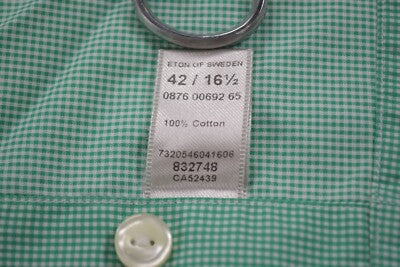 ETON OF SWEDEN
42 / 16½
0876 00692 65
100% Cotton
7320546041606
832748
CA52439